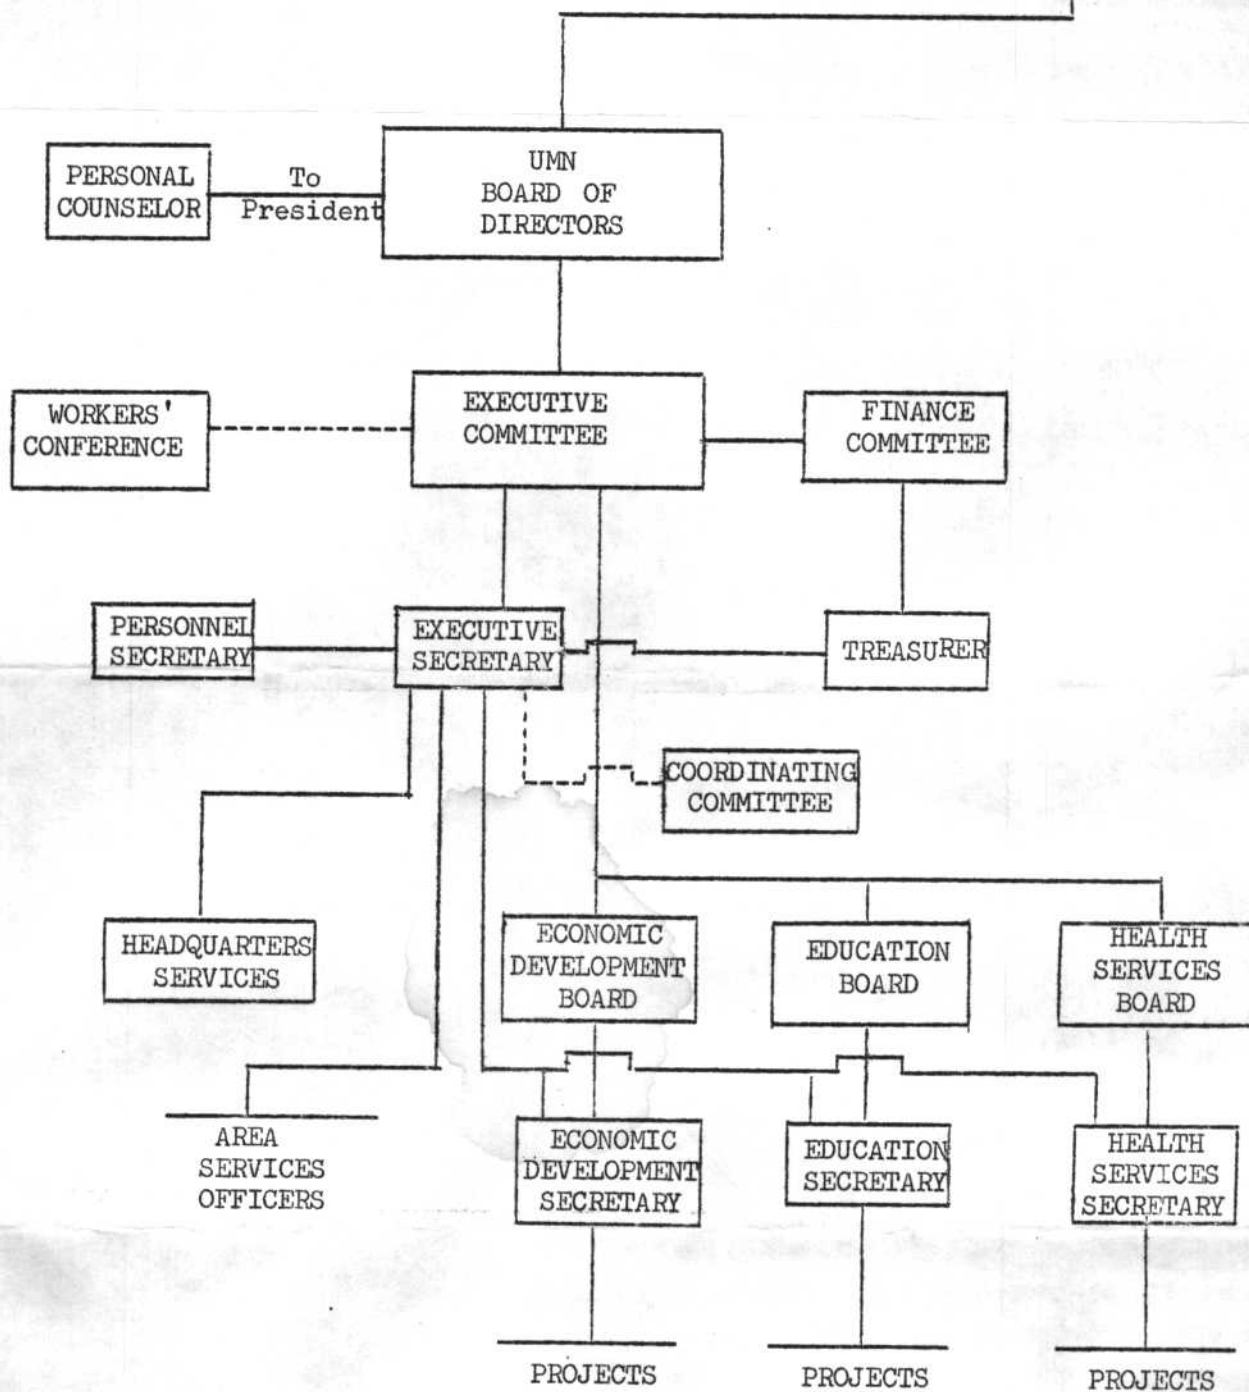 UMN
BOARD OF
DIRECTORS
PERSONAL
COUNSELOR
To
President
EXECUTIVE
COMMITTEE
WORKERS'
CONFERENCE
FINANCE
COMMITTEE
PERSONNEL
SECRETARY
EXECUTIVE
SECRETARY
TREASURER
COORDINATING
COMMITTEE
HEADQUARTERS
SERVICES
ECONOMIC
DEVELOPMENT
BOARD
EDUCATION
BOARD
HEALTH
SERVICES
BOARD
AREA
SERVICES
OFFICERS
ECONOMIC
DEVELOPMENT
SECRETARY
EDUCATION
SECRETARY
HEALTH
SERVICES
SECRETARY
PROJECTS
PROJECTS
PROJECTS